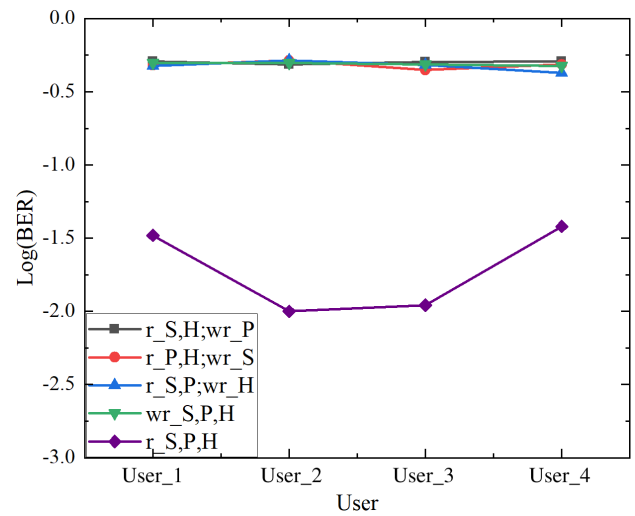 0.0
-0.5
-1.0
-1.5
-2.0
-2.5
-3.0
Log(BER)
r_S,H;wr_P
r_P,H;wr_S
r_S,P;wr_H
wr_S,P,H
r_S,P,H
User_1 User_2 User_3 User_4
User